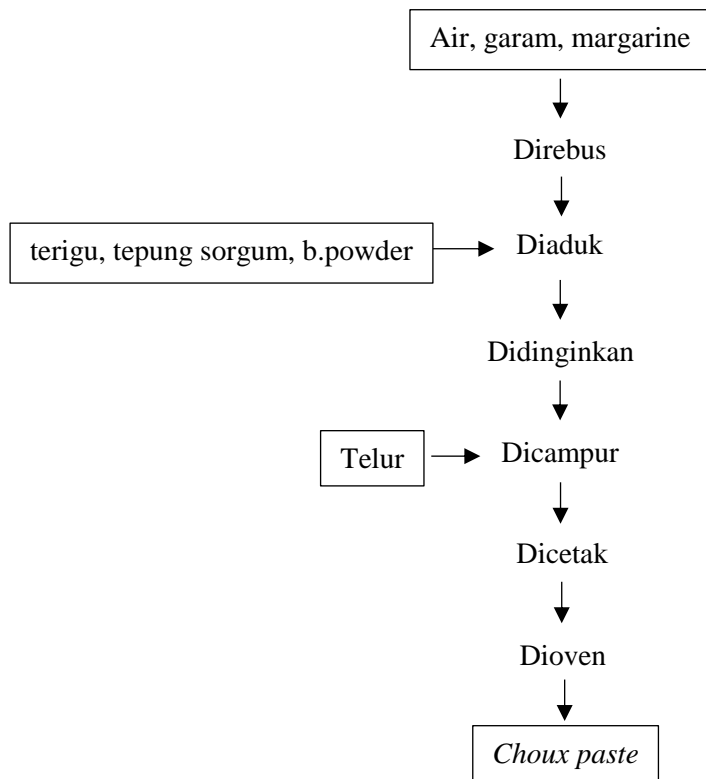 Air, garam, margarine
Direbus
terigu, tepung sorgum, b.powder
Diaduk
Didinginkan
Telur
Dicampur
Dicetak
Dioven
Choux paste